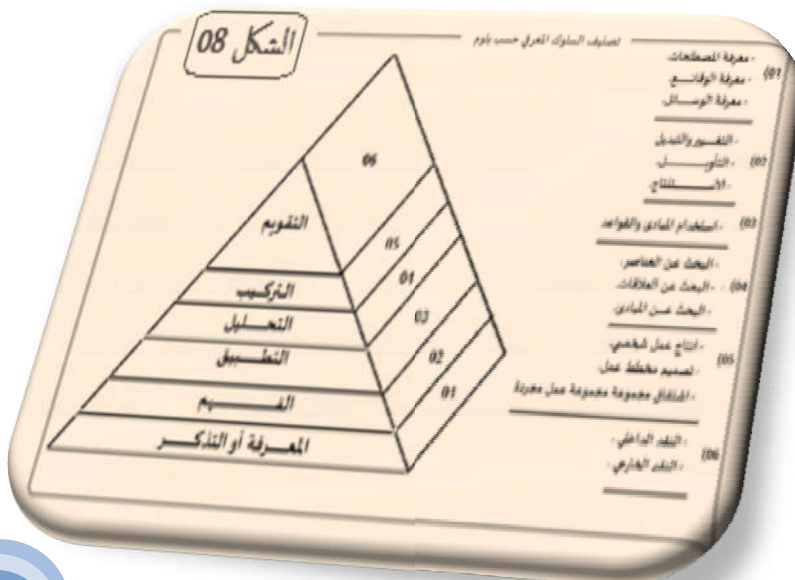 الشكل 08
تصنيف السلوك المعرفي حسب بلوم
01) - معرفة المصطلحات.
- معرفة الوقائع.
- معرفة الوسائل
- التفسير والتبديل
02) - التأويل.
- الاستنتاج.
03) - استخدام المبادئ والقواعد
- البحث عن العناصر.
04) - البحث عن العلاقات.
- البحث عن المبادئ.
- انتاج عمل شخصي.
05) - تصميم مخطط عمل.
- اشتقاق مجموعة مجموعة عمل مجردة
06) - النقد الداخلي.
- النقد الخارجي.
06
التقويم
05
التركيب
01
التحليل
03
التطبيق
02
الفهم
01
المعرفة أو التذكر